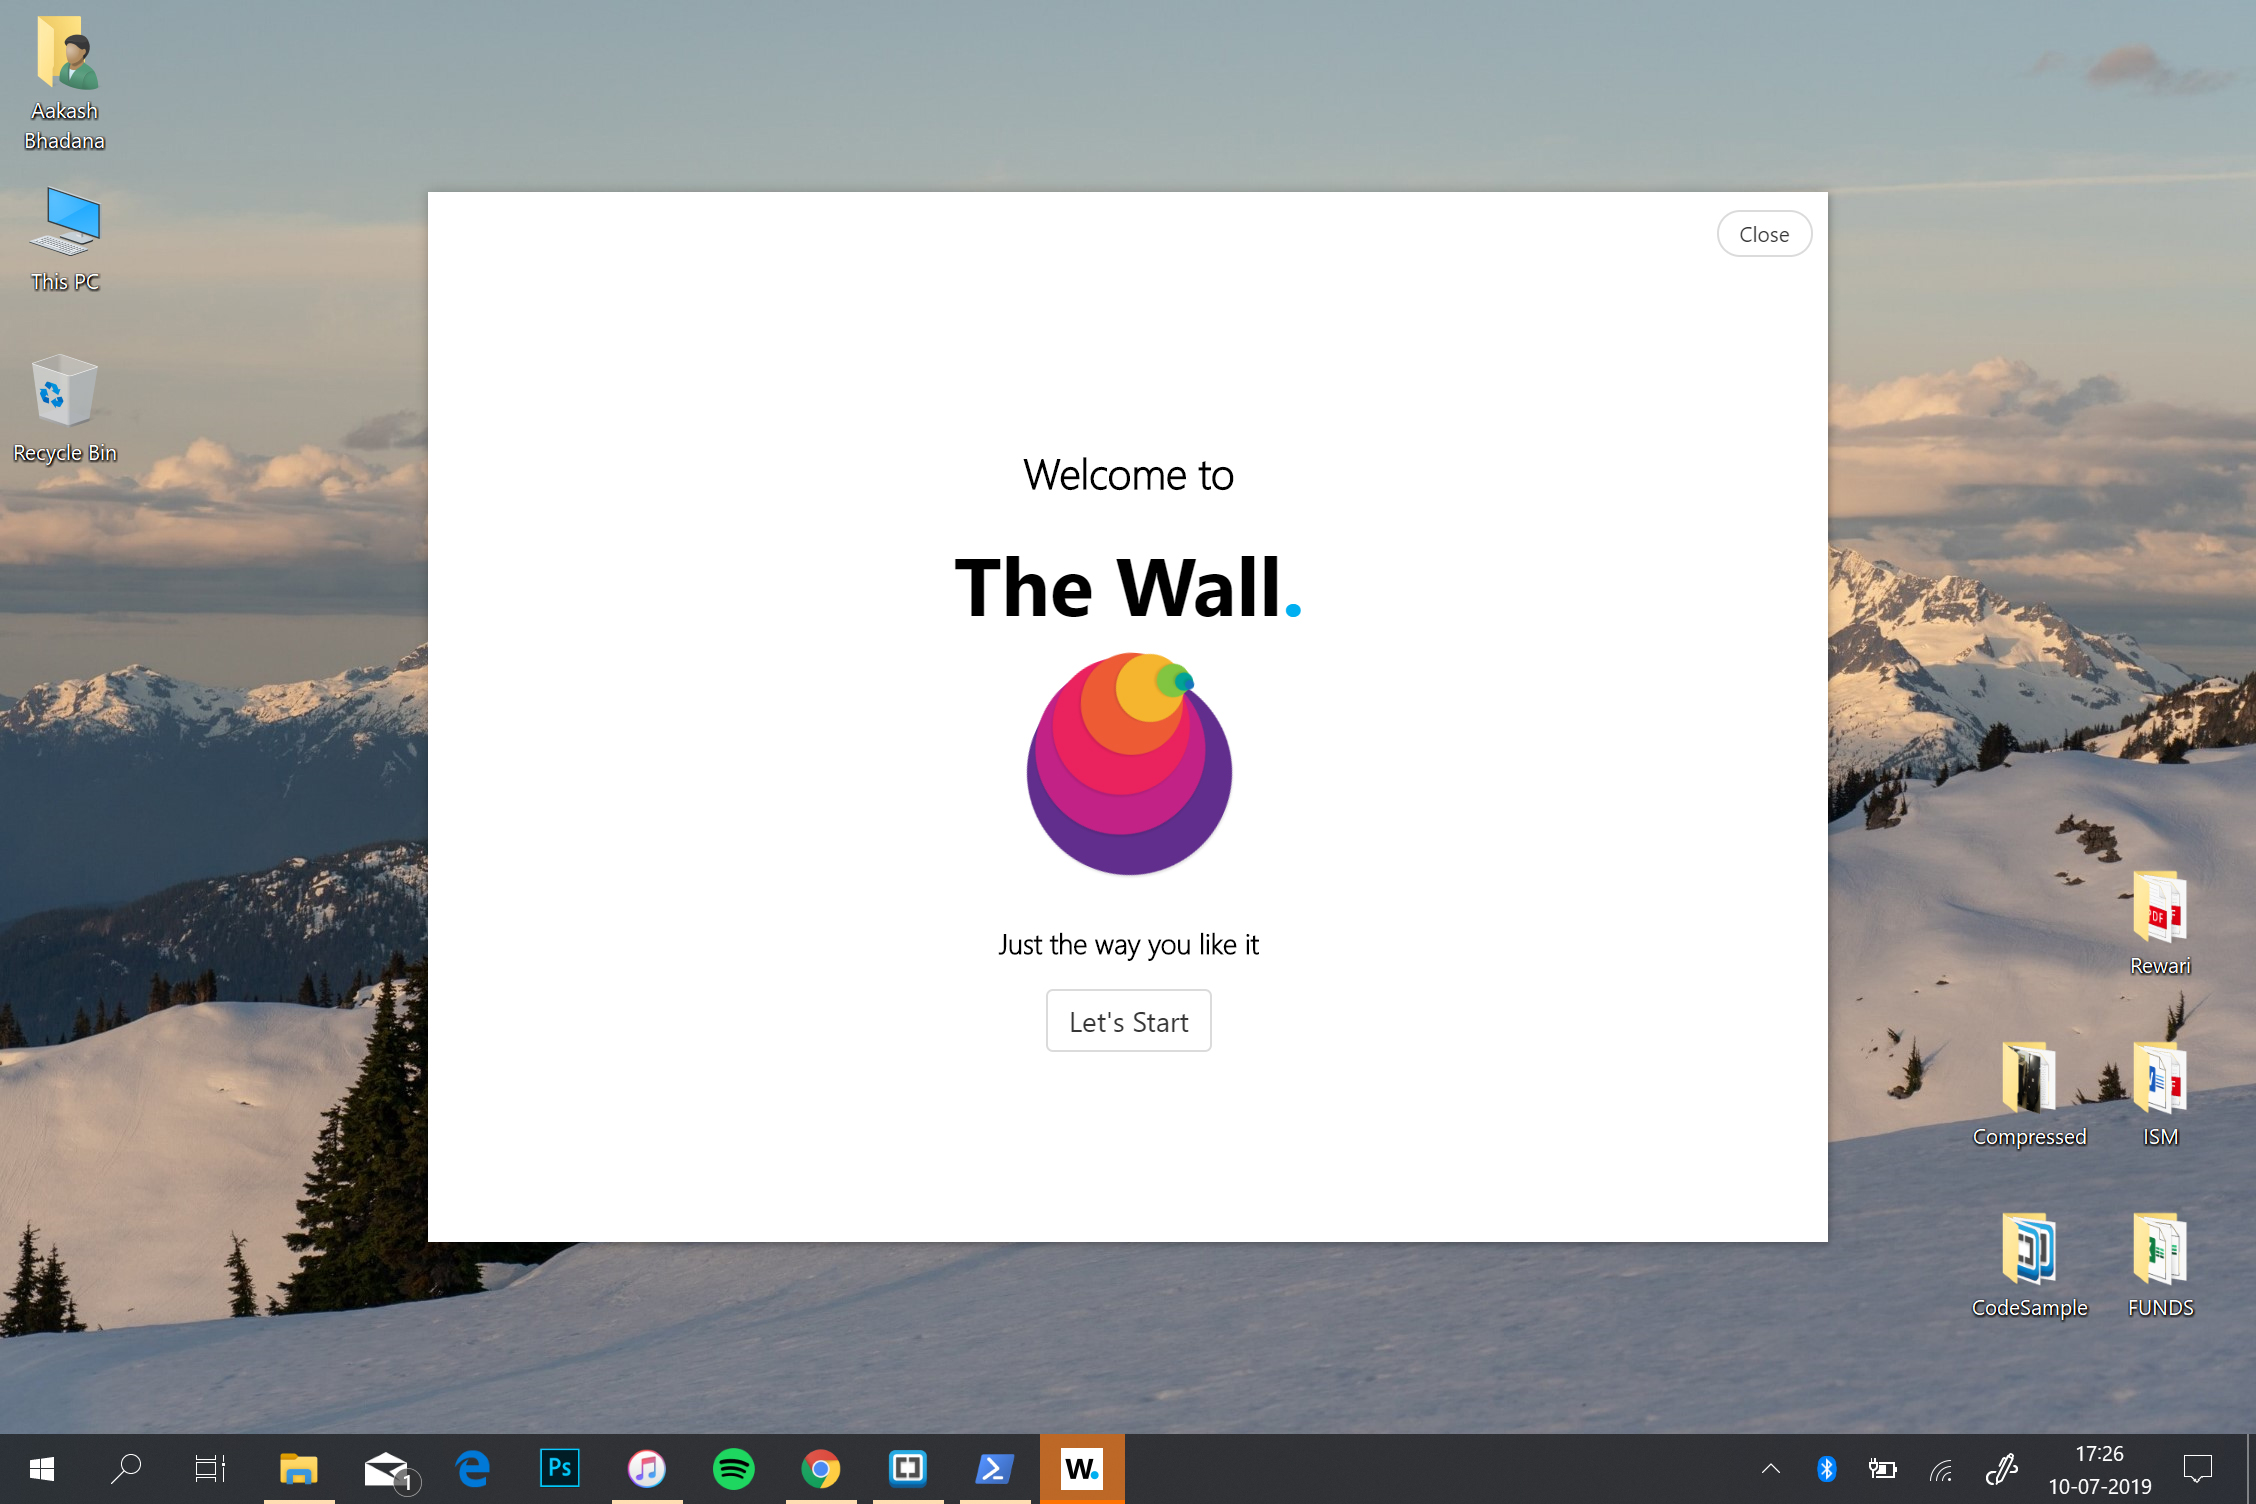 Aakash
Bhadana
This PC
Recycle Bin
Close
Welcome to
The Wall.
Just the way you like it
Let's Start
Rewari
Compressed
ISM
CodeSample
FUNDS
1
Ps
W.
17:26
10-07-2019